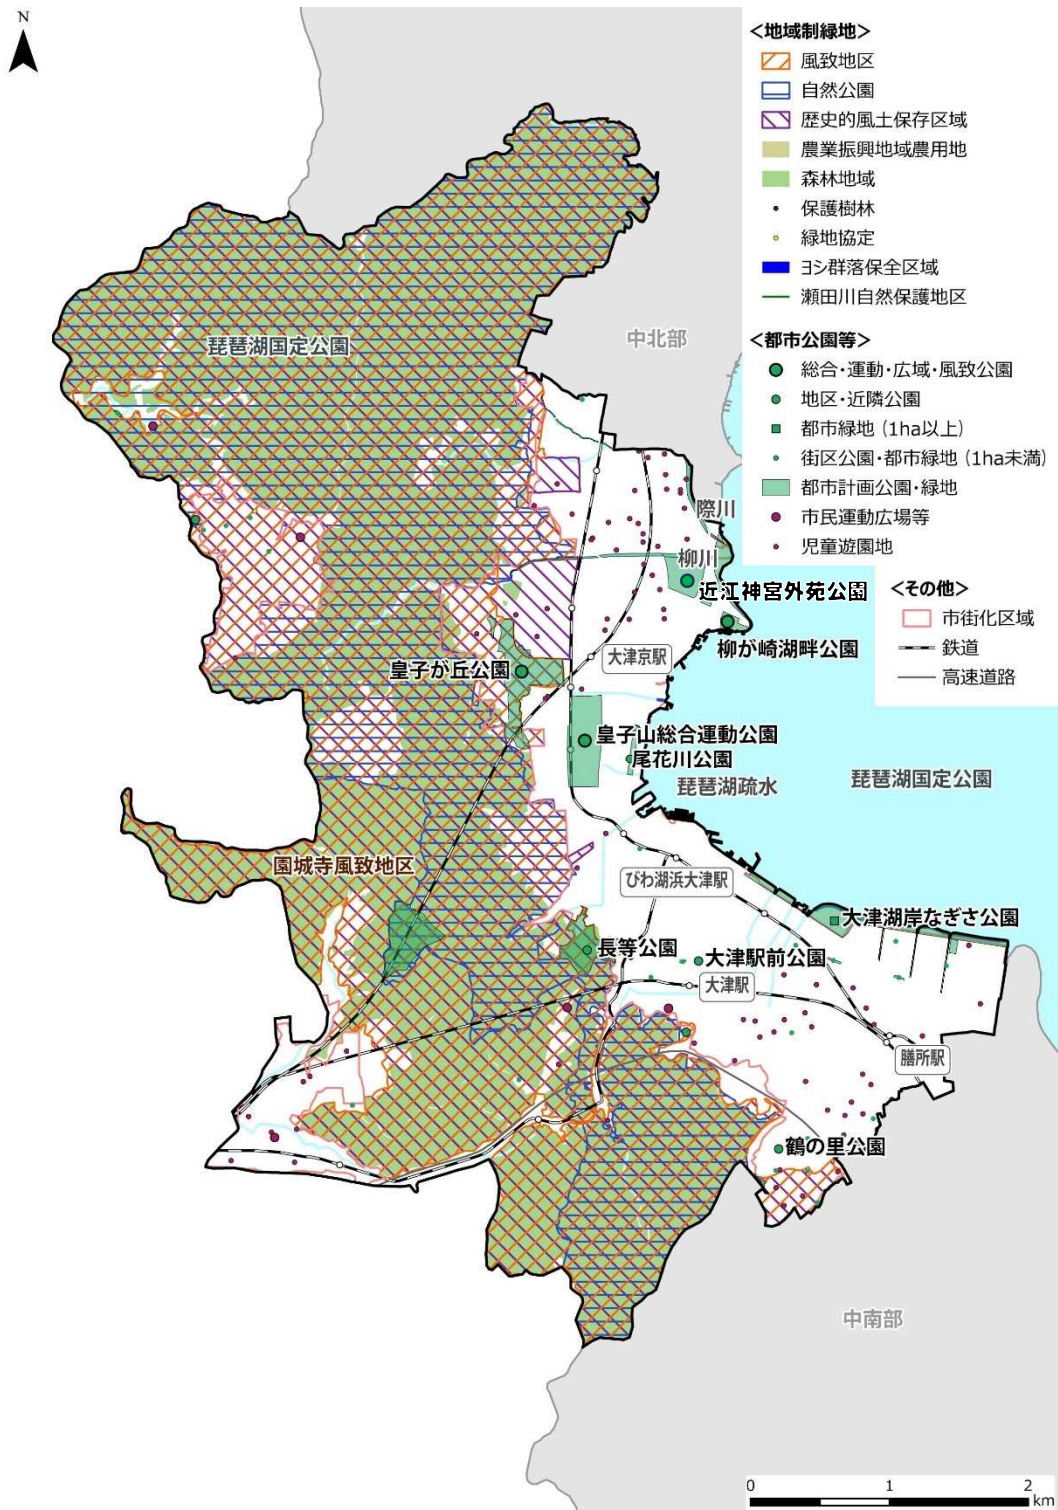 N
<地域制緑地>
風致地区
自然公園
歴史的風土保存区域
農業振興地域農用地
森林地域
保護樹林
緑地協定
ヨシ群落保全区域
瀬田川自然保護地区
<都市公園等>
総合・運動・広域・風致公園
地区・近隣公園
都市緑地(1ha以上)
街区公園・都市緑地(1ha未満)
都市計画公園・緑地
市民運動広場等
児童遊園地
<その他>
市街化区域
鉄道
高速道路
中北部
琵琶湖国定公園
際川
柳川
近江神宮外苑公園
柳が崎湖畔公園
大津京駅
皇子が丘公園
皇子山総合運動公園
尾花川公園
琵琶湖疏水
琵琶湖国定公園
園城寺風致地区
びわ湖浜大津駅
大津湖岸なぎさ公園
長等公園
大津駅前公園
大津駅
膳所駅
鶴の里公園
中南部
0 1 2
km